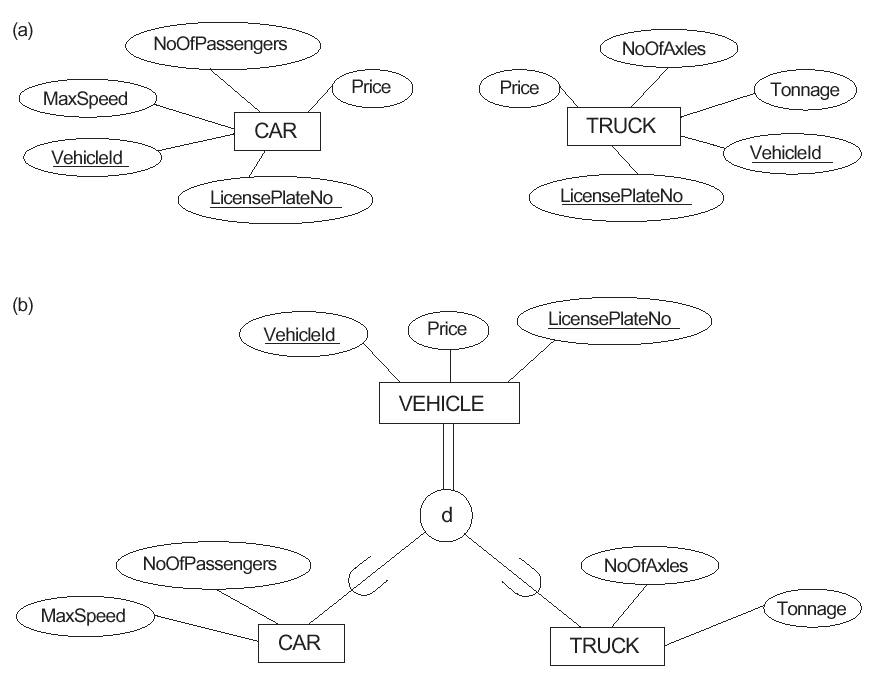 (a)
NoOfPassengers
MaxSpeed
Price
CAR
VehicleId
LicensePlateNo
NoOfAxles
Price
Tonnage
TRUCK
VehicleId
LicensePlateNo
(b)
VehicleId
Price
LicensePlateNo
VEHICLE
d
NoOfPassengers
MaxSpeed
CAR
NoOfAxles
Tonnage
TRUCK